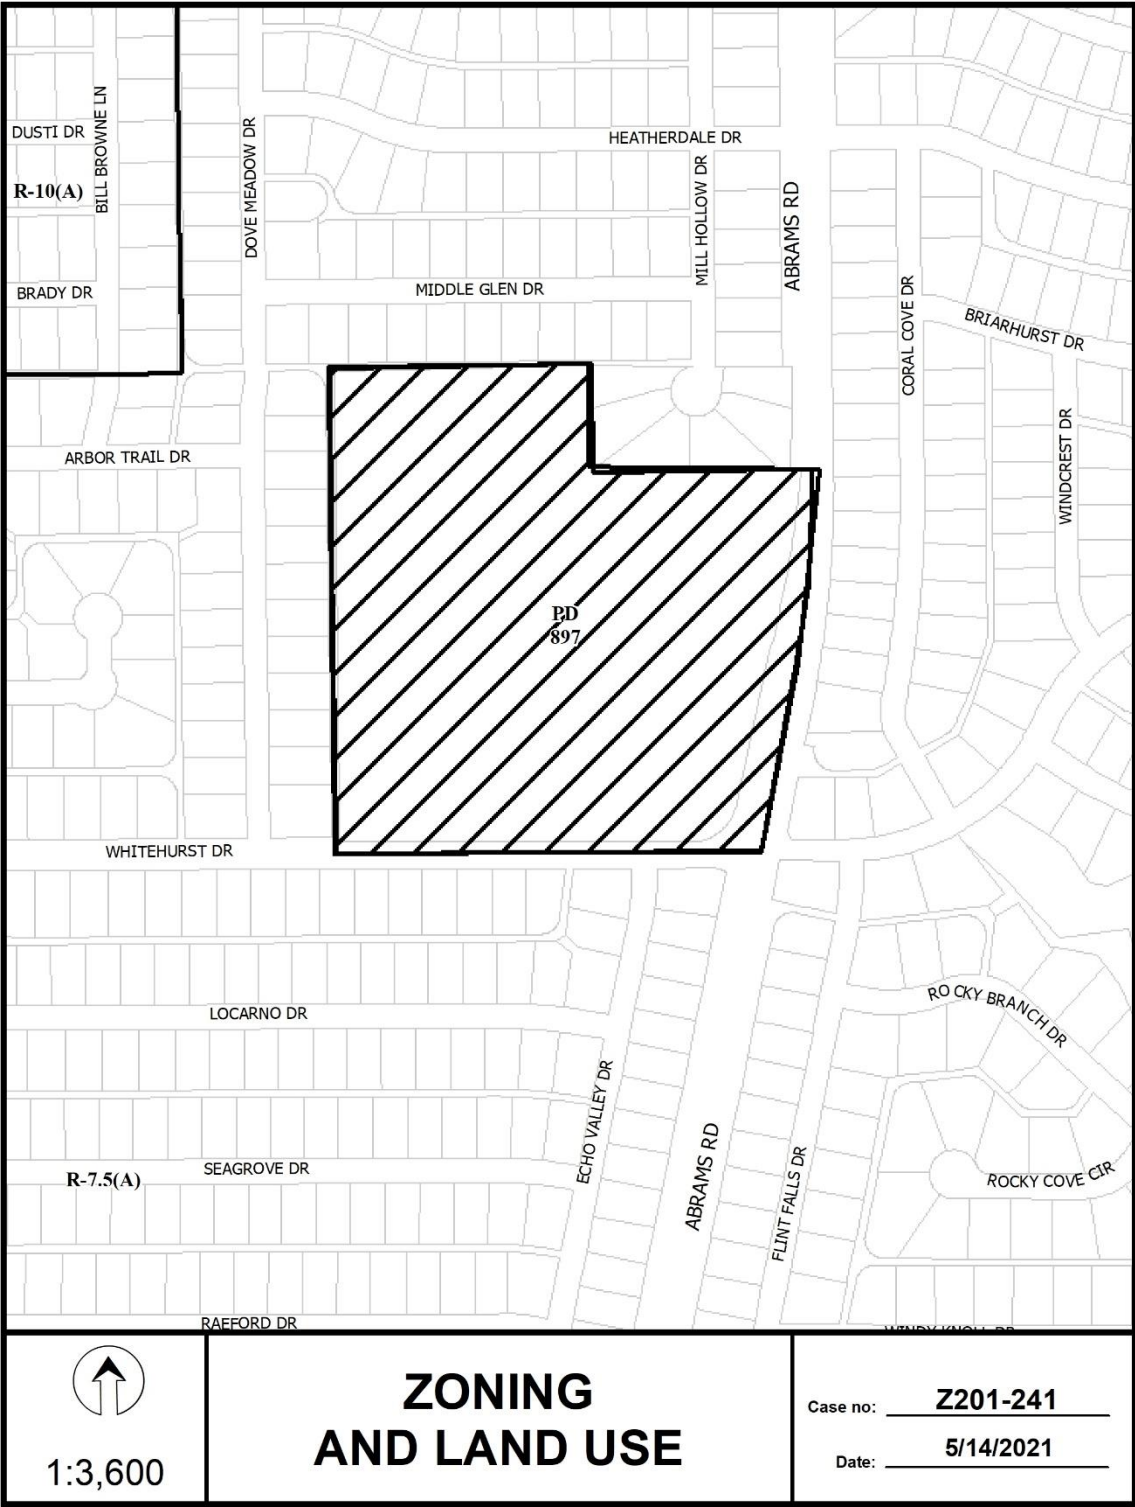 BILL BROWNE LN
DUSTI DR
DOVE MEADOW DR
HEATHERDALE DR
R-10(A)
MILL HOLLOW DR
ABRAMS RD
BRADY DR
MIDDLE GLEN DR
CORAL COVE DR
BRIARHURST DR
ARBOR TRAIL DR
WINDCREST DR
PD
897
WHITEHURST DR
ROCKY BRANCH DR
LOCARNO DR
ECHO VALLEY DR
ABRAMS RD
FLINT FALLS DR
SEAGROVE DR
R-7.5(A)
ROCKY COVE CIR
RAEFORD DR
WINDY KNOLL DR
1:3,600
ZONING
AND LAND USE
Case no: Z201-241
Date: 5/14/2021